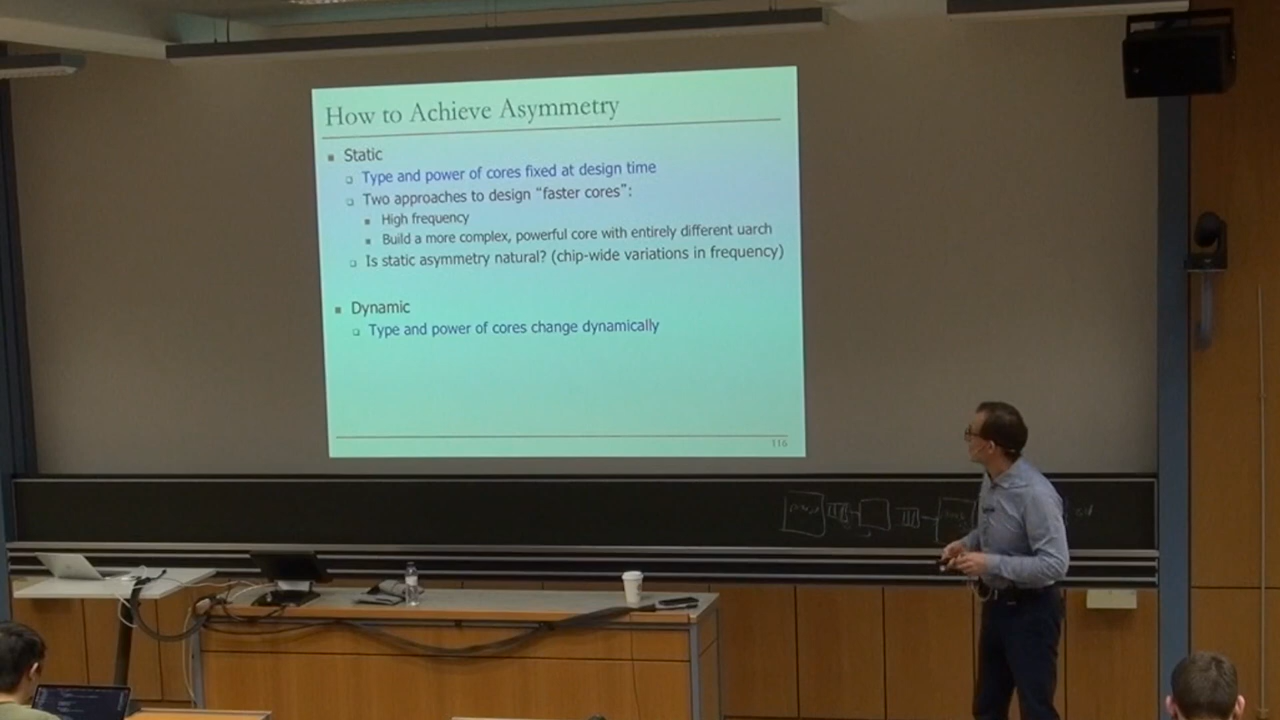 How to Achieve Asymmetry
Static
Type and power of cores fixed at design time
Two approaches to design “faster cores”:
High frequency
Build a more complex, powerful core with entirely different uarch
Is static asymmetry natural? (chip-wide variations in frequency)
Dynamic
Type and power of cores change dynamically
116